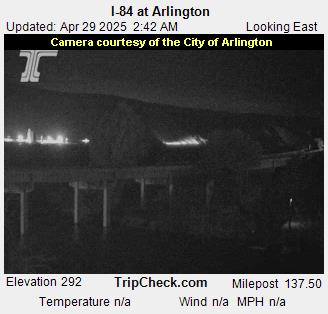 I-84 at Arlington
Updated: Apr 29 2025 2:42 AM Looking East
Camera courtesy of the City of Arlington
Elevation 292 TripCheck.com Milepost 137.50
Temperature n/a Wind n/a MPH n/a